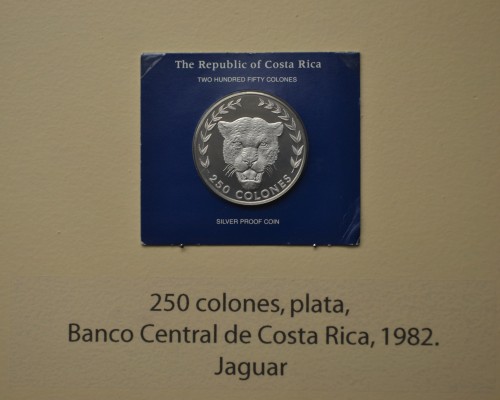 The Republic of Costa Rica
TWO HUNDRED FIFTY COLONES
250 COLONES
SILVER PROOF COIN
250 colones, plata,
Banco Central de Costa Rica, 1982.
Jaguar